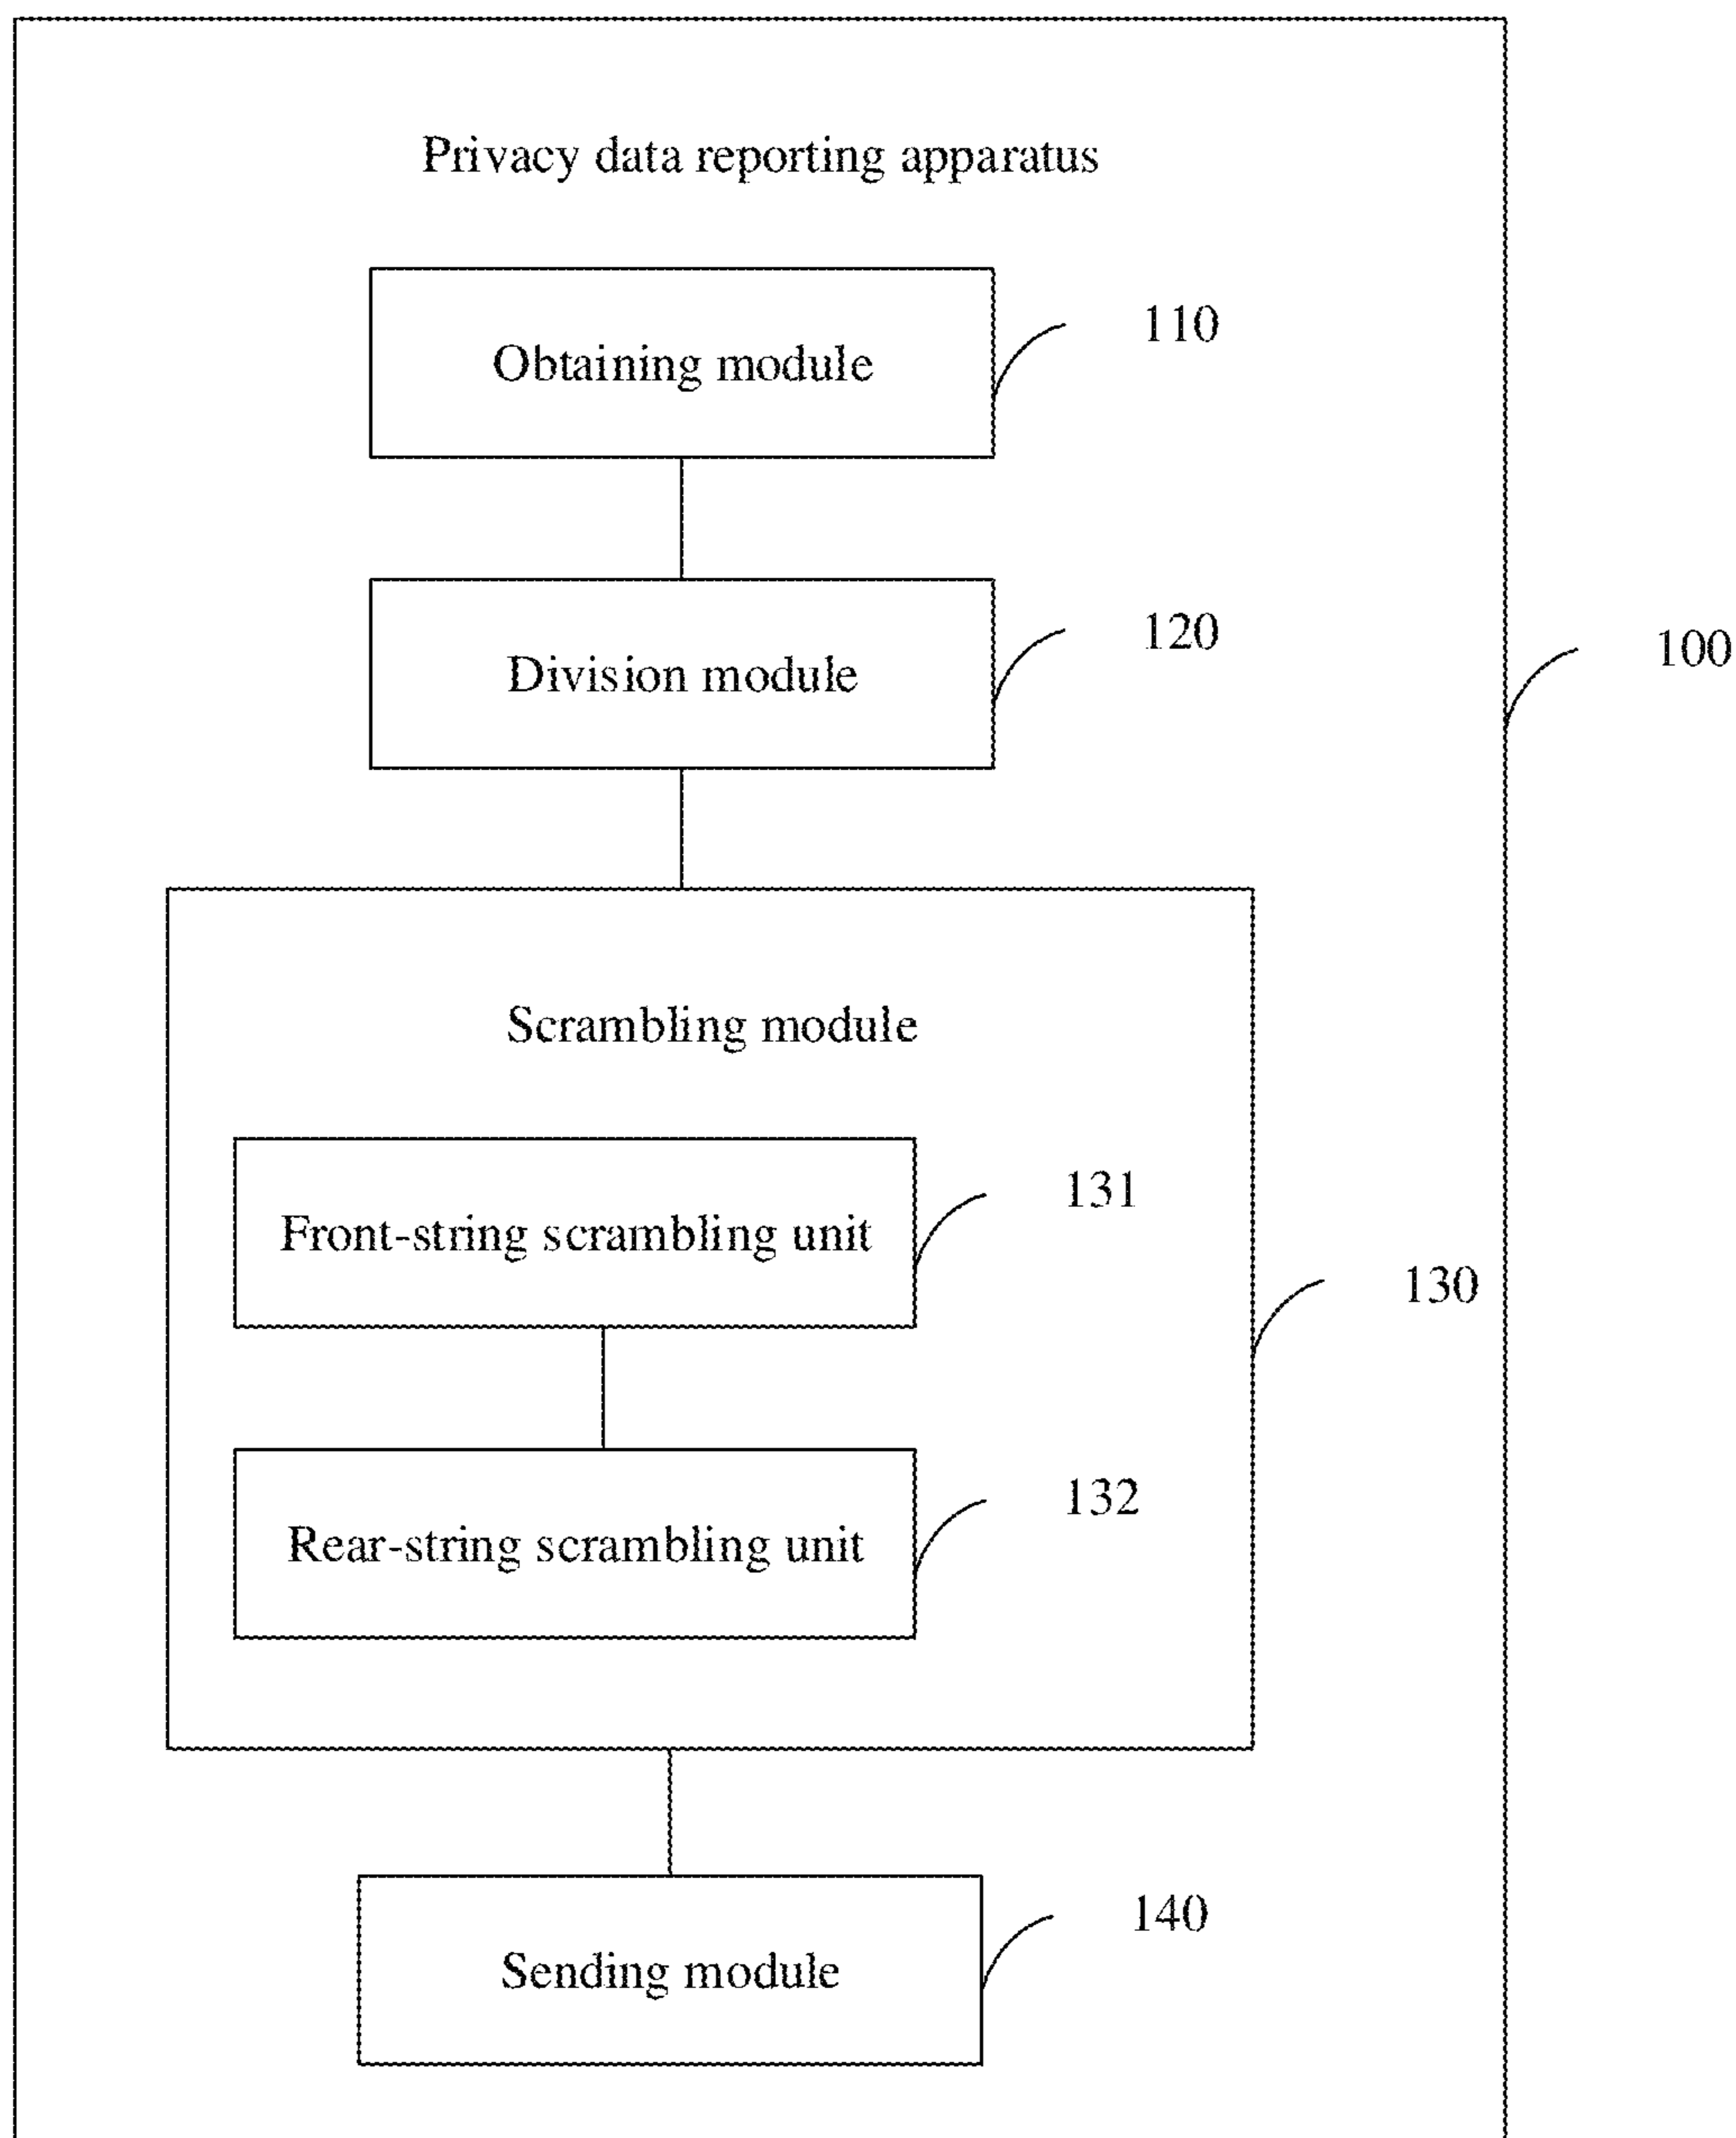 Privacy data reporting apparatus
110
Obtaining module
120
Division module
100
Scrambling module
131
Front-string scrambling unit
130
132
Rear-string scrambling unit
140
Sending module